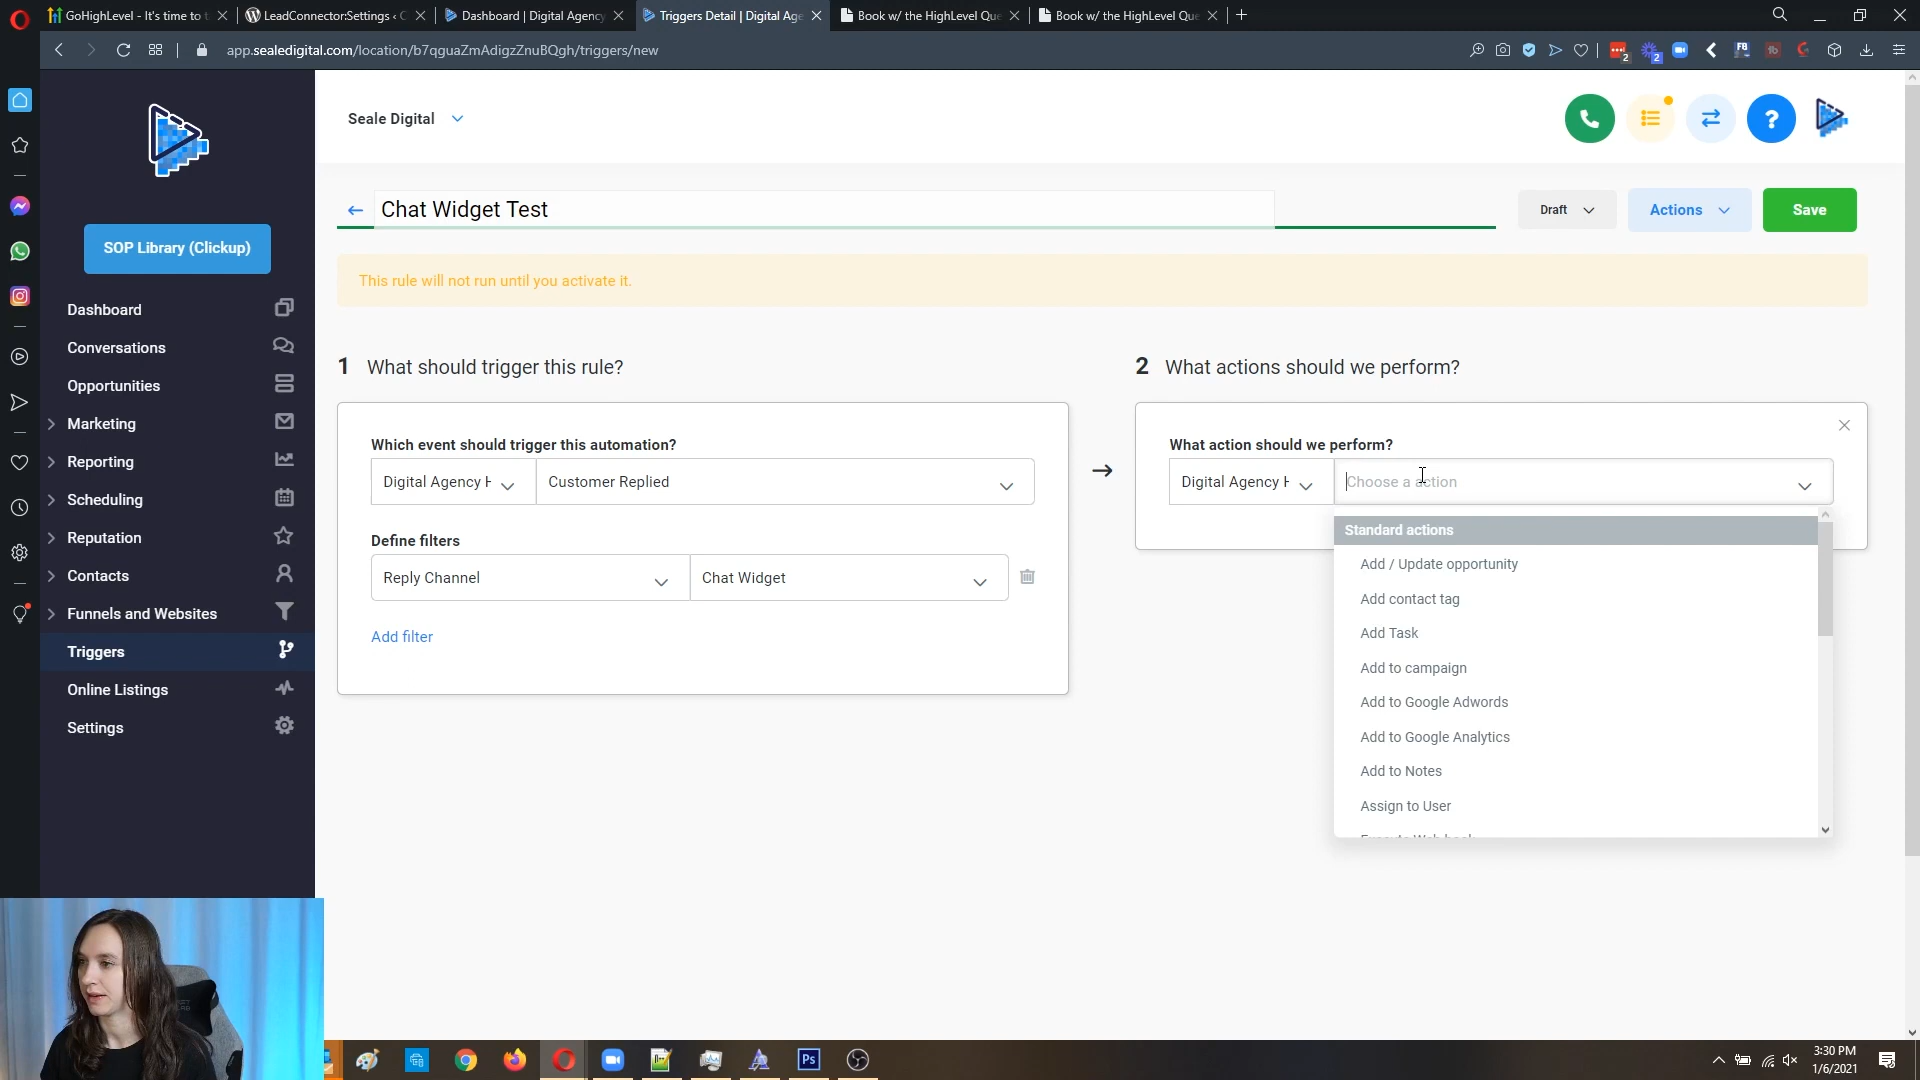 GoHighLevel - It's time to
LeadConnector:Settings ‹ C
Dashboard | Digital Agency
Triggers Detail | Digital Age
Book w/ the HighLevel Que
Book w/ the HighLevel Que
app.sealedigital.com/location/b7qguaZmAdigzZnuBQgh/triggers/new
2
2
FB
Seale Digital
?
SOP Library (Clickup)
Dashboard
Conversations
Opportunities
Marketing
Reporting
Scheduling
Reputation
Contacts
Funnels and Websites
Triggers
Online Listings
Settings
Chat Widget Test
Draft
Actions
Save
This rule will not run until you activate it.
1 What should trigger this rule?
Which event should trigger this automation?
Digital Agency H
Customer Replied
Define filters
Reply Channel
Chat Widget
Add filter
2 What actions should we perform?
What action should we perform?
Digital Agency H
Choose a action
Standard actions
Add / Update opportunity
Add contact tag
Add Task
Add to campaign
Add to Google Adwords
Add to Google Analytics
Add to Notes
Assign to User
Ps
3:30 PM
1/6/2021